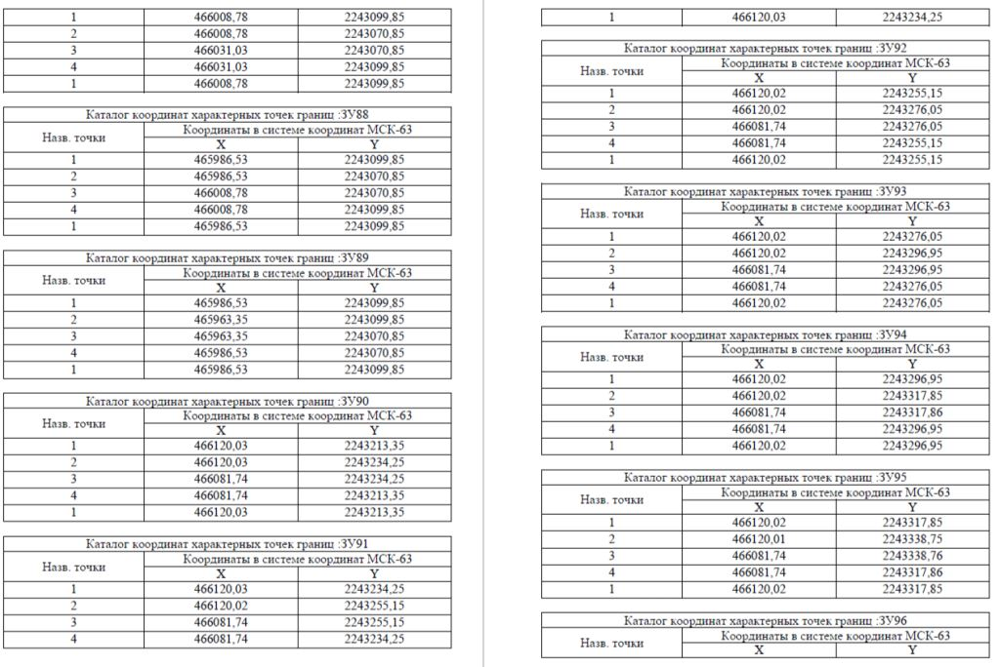 1 466008,78 2243099,85
2 466008,78 2243070,85
3 466031,03 2243070,85
4 466031,03 2243099,85
1 466008,78 2243099,85
Каталог координат характерных точек границ :ЗУ88
Назв. точки Координаты в системе координат МСК-63
X Y
1 465986,53 2243099,85
2 465986,53 2243070,85
3 466008,78 2243070,85
4 466008,78 2243099,85
1 465986,53 2243099,85
Каталог координат характерных точек границ :ЗУ89
Назв. точки Координаты в системе координат МСК-63
X Y
1 465986,53 2243099,85
2 465963,35 2243099,85
3 465963,35 2243070,85
4 465986,53 2243070,85
1 465986,53 2243099,85
Каталог координат характерных точек границ :ЗУ90
Назв. точки Координаты в системе координат МСК-63
X Y
1 466120,03 2243213,35
2 466120,03 2243234,25
3 466081,74 2243234,25
4 466081,74 2243213,35
1 466120,03 2243213,35
Каталог координат характерных точек границ :ЗУ91
Назв. точки Координаты в системе координат МСК-63
X Y
1 466120,03 2243234,25
2 466120,02 2243255,15
3 466081,74 2243255,15
4 466081,74 2243234,25
1 466120,03 2243234,25
Каталог координат характерных точек границ :ЗУ92
Назв. точки Координаты в системе координат МСК-63
X Y
1 466120,02 2243255,15
2 466120,02 2243276,05
3 466081,74 2243276,05
4 466081,74 2243255,15
1 466120,02 2243255,15
Каталог координат характерных точек границ :ЗУ93
Назв. точки Координаты в системе координат МСК-63
X Y
1 466120,02 2243276,05
2 466120,02 2243296,95
3 466081,74 2243296,95
4 466081,74 2243276,05
1 466120,02 2243276,05
Каталог координат характерных точек границ :ЗУ94
Назв. точки Координаты в системе координат МСК-63
X Y
1 466120,02 2243296,95
2 466120,02 2243317,85
3 466081,74 2243317,86
4 466081,74 2243296,95
1 466120,02 2243296,95
Каталог координат характерных точек границ :ЗУ95
Назв. точки Координаты в системе координат МСК-63
X Y
1 466120,02 2243317,85
2 466120,01 2243338,75
3 466081,74 2243338,76
4 466081,74 2243317,86
1 466120,02 2243317,85
Каталог координат характерных точек границ :ЗУ96
Назв. точки Координаты в системе координат МСК-63
X Y